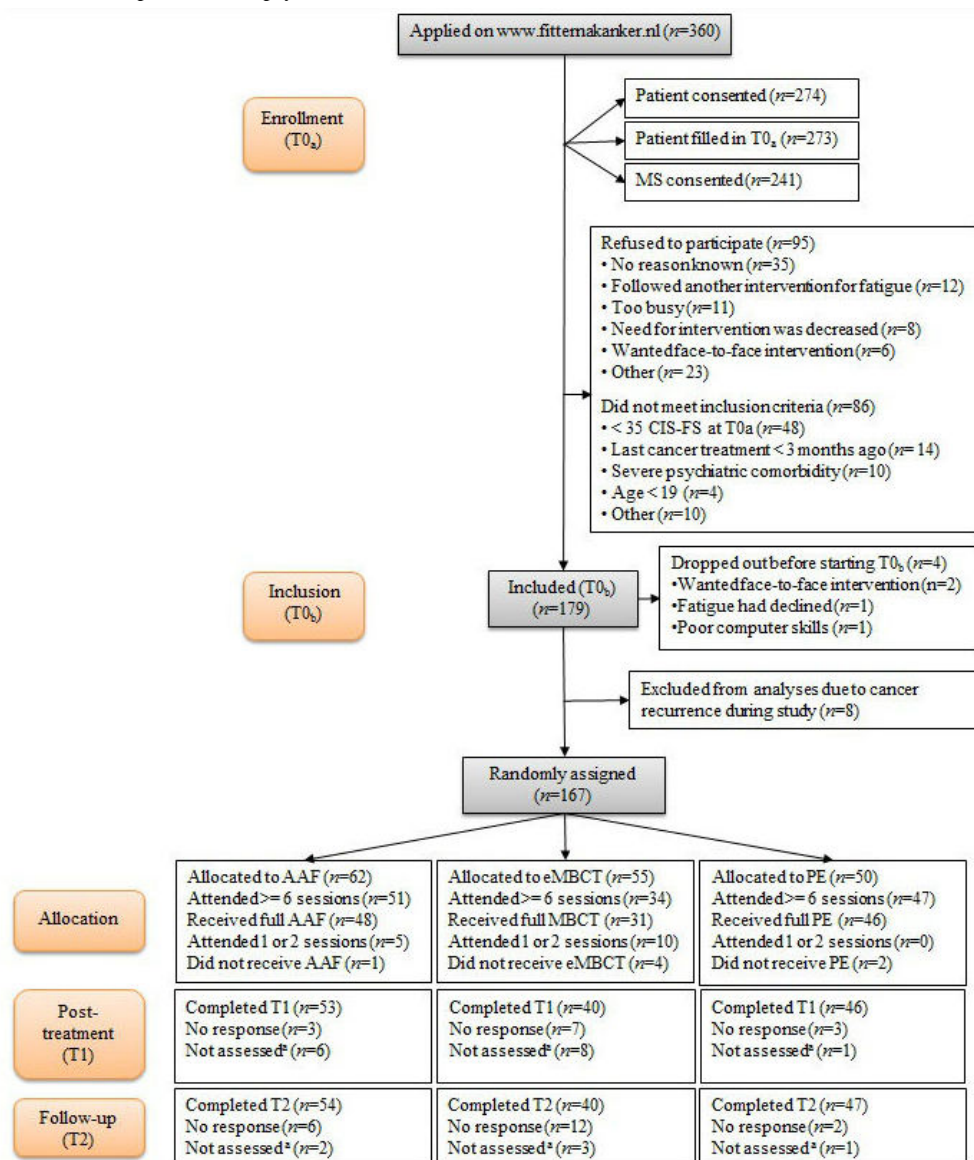 Applied on www.fitternakanker.nl (n=360)
Enrollment
(T0a)
Patient consented (n=274)
Patient filled in T0a (n=273)
MS consented (n=241)
Refused to participate (n=95)
• No reason known (n=35)
• Followed another intervention for fatigue (n=12)
• Too busy (n=11)
• Need for intervention was decreased (n=8)
• Wanted face-to-face intervention (n=6)
• Other (n= 23)
Did not meet inclusion criteria (n=86)
• < 35 CIS-FS at T0a (n=48)
• Last cancer treatment < 3 months ago (n= 14)
• Severe psychiatric comorbidity (n=10)
• Age < 19 (n=4)
• Other (n=10)
Inclusion
(T0b)
Included (T0b)
(n=179)
Dropped out before starting T0b (n=4)
•Wanted face-to-face intervention (n=2)
•Fatigue had declined (n=1)
•Poor computer skills (n=1)
Excluded from analyses due to cancer
recurrence during study (n=8)
Randomly assigned
(n=167)
Allocation
Allocated to AAF (n=62)
Attended >= 6 sessions (n=51)
Received full AAF (n=48)
Attended 1 or 2 sessions (n=5)
Did not receive AAF (n=1)
Allocated to eMBCT (n=55)
Attended >= 6 sessions (n=34)
Received full MBCT (n=31)
Attended 1 or 2 sessions (n=10)
Did not receive eMBCT (n=4)
Allocated to PE (n=50)
Attended >= 6 sessions (n=47)
Received full PE (n=46)
Attended 1 or 2 sessions (n=0)
Did not receive PE (n=2)
Post-
treatment
(T1)
Completed T1 (n=53)
No response (n=3)
Not assessedª (n=6)
Completed T1 (n=40)
No response (n=7)
Not assessedª (n=8)
Completed T1 (n=46)
No response (n=3)
Not assessedª (n=1)
Follow-up
(T2)
Completed T2 (n=54)
No response (n=6)
Not assessedª (n=2)
Completed T2 (n=40)
No response (n=12)
Not assessedª (n=3)
Completed T2 (n=47)
No response (n=2)
Not assessedª (n=1)